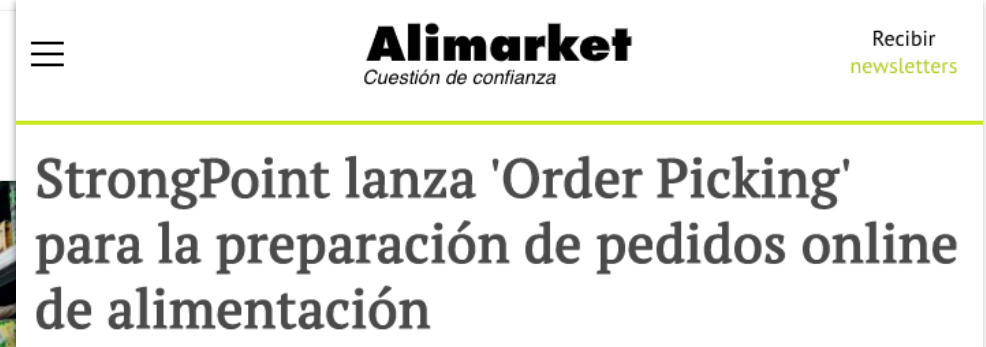 Alimarket
Cuestión de confianza
Recibir
newsletters
StrongPoint lanza 'Order Picking'
para la preparación de pedidos online
de alimentación